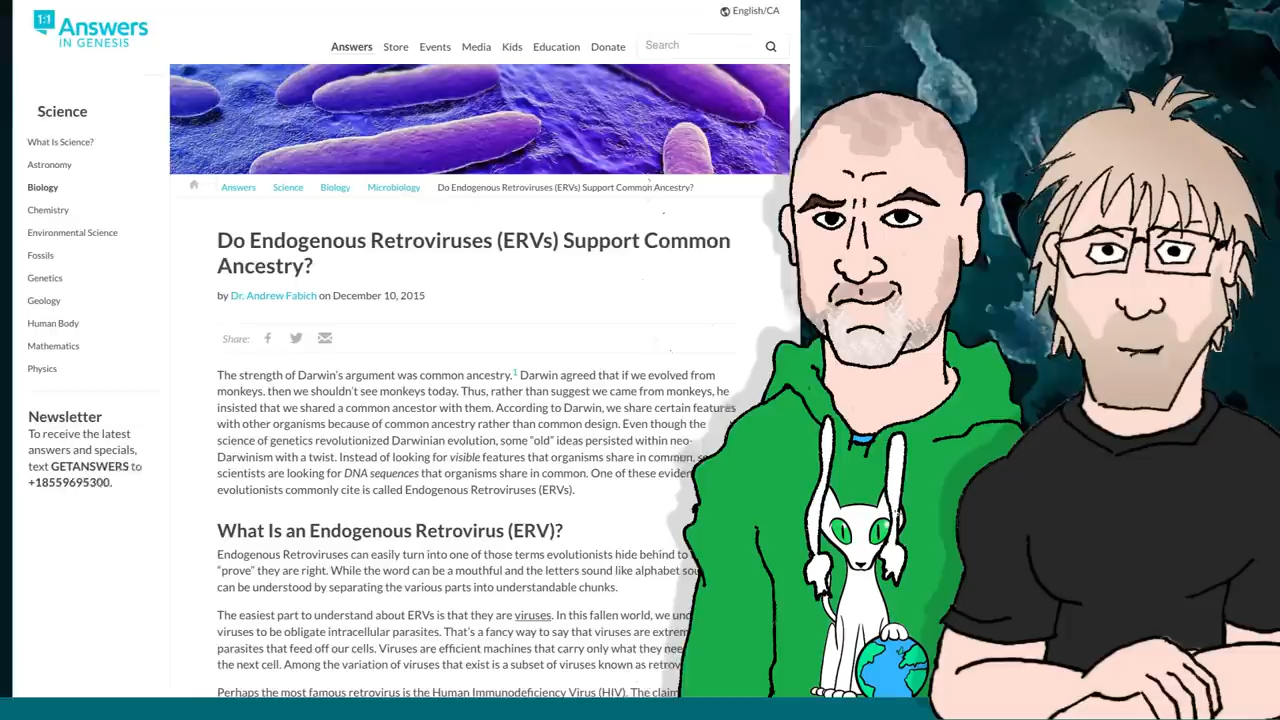 English/CA
1:1
Answers
IN GENESIS
Answers Store Events Media Kids Education Donate Search
Science
What Is Science?
Astronomy
Biology
Chemistry
Environmental Science
Fossils
Genetics
Geology
Human Body
Mathematics
Physics
Newsletter
To receive the latest
answers and specials,
text GETANSWERS to
+18559695300.
Answers Science Biology Microbiology Do Endogenous Retroviruses (ERVs) Support Common Ancestry?
Do Endogenous Retroviruses (ERVs) Support Common
Ancestry?
by Dr. Andrew Fabich on December 10, 2015
Share:
The strength of Darwin's argument was common ancestry.1 Darwin agreed that if we evolved from
monkeys, then we shouldn't see monkeys today. Thus, rather than suggest we came from monkeys, he
insisted that we shared a common ancestor with them. According to Darwin, we share certain features
with other organisms because of common ancestry rather than common design. Even though the
science of genetics revolutionized Darwinian evolution, some "old" ideas persisted within neo-
Darwinism with a twist. Instead of looking for visible features that organisms share in common,
scientists are looking for DNA sequences that organisms share in common. One of these
evolutionists commonly cite is called Endogenous Retroviruses (ERVs).
What Is an Endogenous Retrovirus (ERV)?
Endogenous Retroviruses can easily turn into one of those terms evolutionists hide behind to
"prove" they are right. While the word can be a mouthful and the letters sound like alphabet
can be understood by separating the various parts into understandable chunks.
The easiest part to understand about ERVs is that they are viruses. In this fallen world, we
viruses to be obligate intracellular parasites. That's a fancy way to say that viruses are
parasites that feed off our cells. Viruses are efficient machines that carry only what they
the next cell. Among the variation of viruses that exist is a subset of viruses known as
Perhaps the most famous retrovirus is the Human Immunodeficiency Virus (HIV). The claim